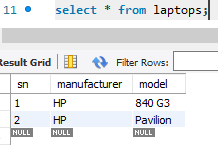 11 select * from laptops;
Result Grid Filter Rows:
sn manufacturer model
1 HP 840 G3
2 HP Pavilion
NULL NULL NULL